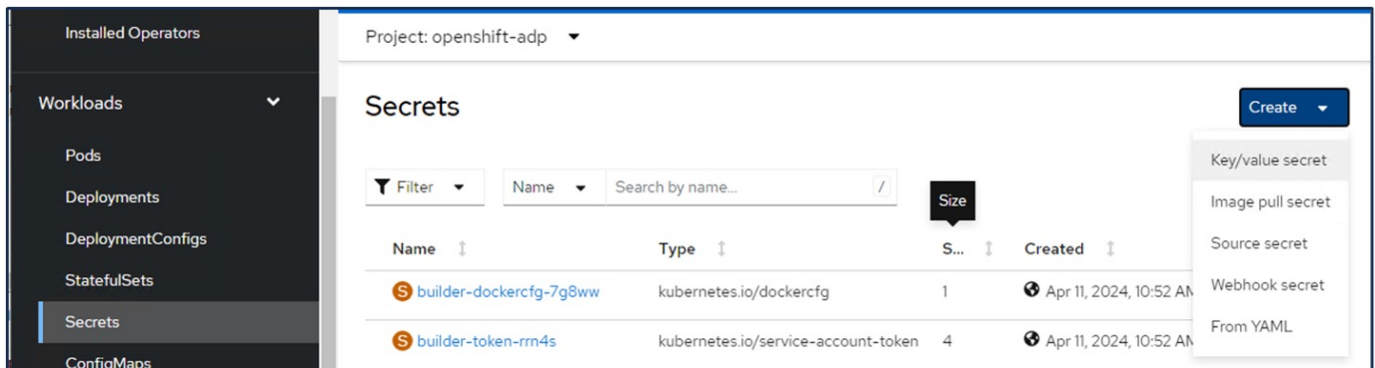 Installed Operators
Workloads
Pods
Deployments
DeploymentConfigs
StatefulSets
Secrets
ConfigMaps
Project: openshift-adp
Secrets
Create
Key/value secret
Image pull secret
Source secret
Webhook secret
From YAML
Filter Name Search by name... /
Size
Name Type S... Created
S builder-dockercfg-7g8ww kubernetes.io/dockercfg 1 Apr 11, 2024, 10:52 AM
S builder-token-rrn4s kubernetes.io/service-account-token 4 Apr 11, 2024, 10:52 AM